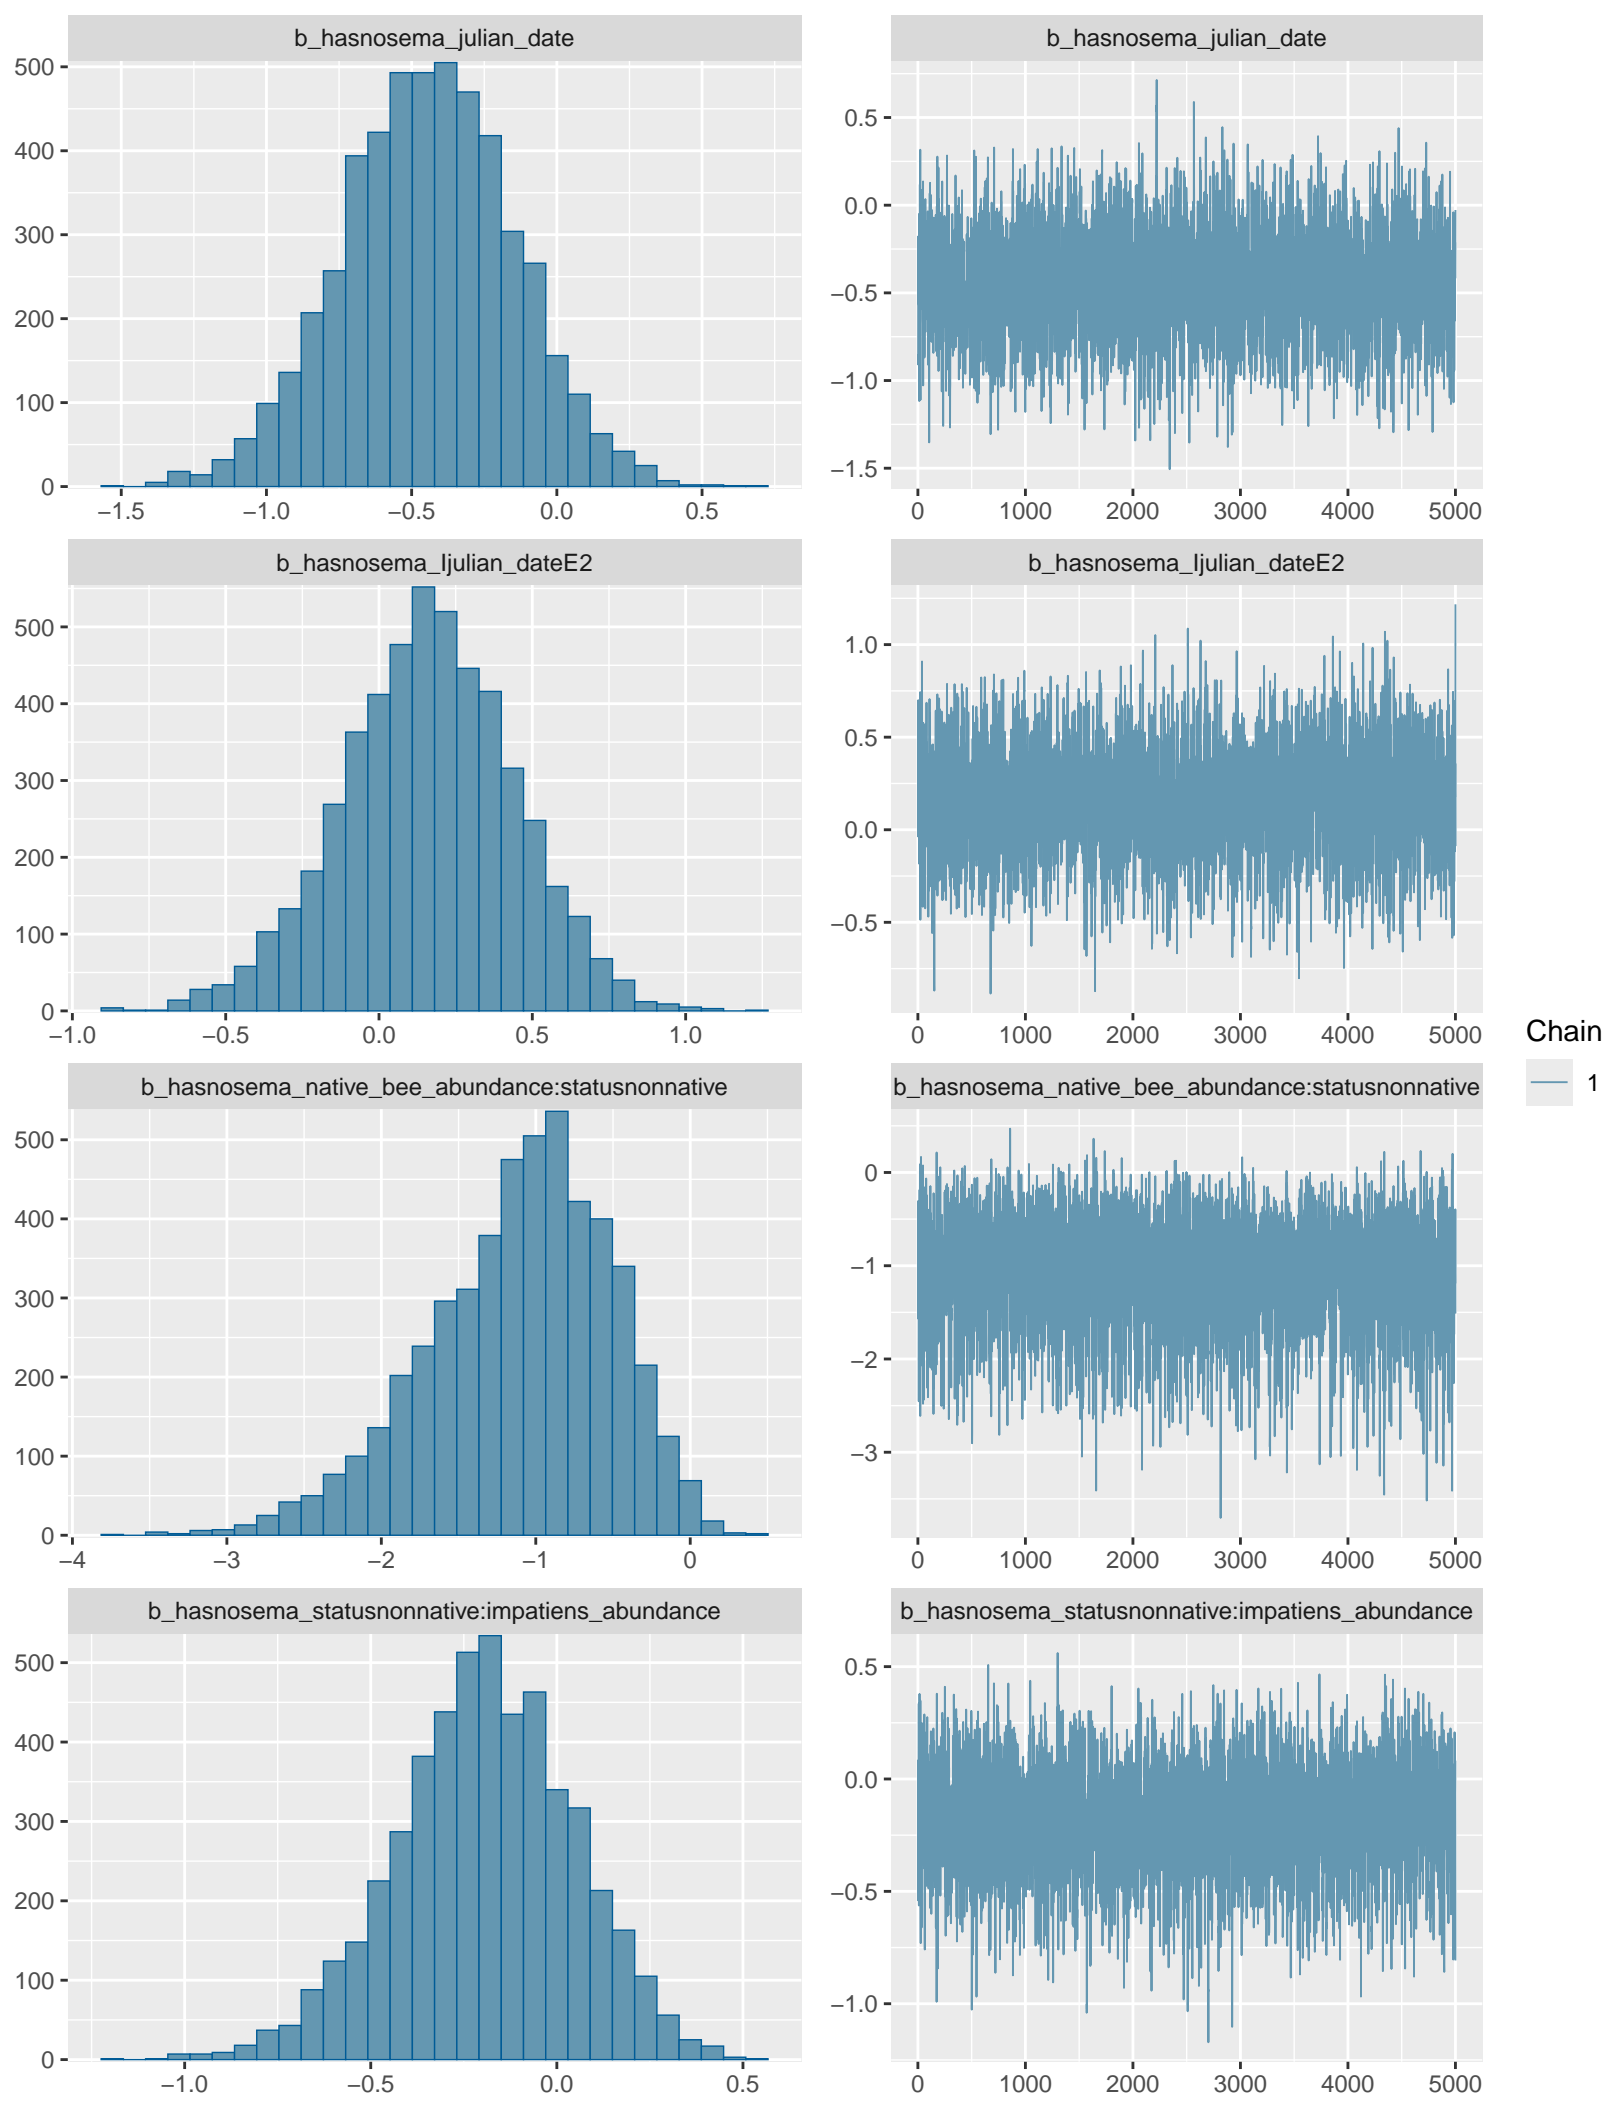 b_hasnosema_julian_date
b_hasnosema_julian_date
500
400
300
200
100
0
−1.5 −1.0 −0.5 0.0 0.5
0.5
0.0
−0.5
−1.0
−1.5
0 1000 2000 3000 4000 5000
b_hasnosema_Ijulian_dateE2
b_hasnosema_Ijulian_dateE2
500
400
300
200
100
0
−1.0 −0.5 0.0 0.5 1.0
1.0
0.5
0.0
−0.5
0 1000 2000 3000 4000 5000
b_hasnosema_native_bee_abundance:statusnonnative
b_hasnosema_native_bee_abundance:statusnonnative
500
400
300
200
100
0
−4 −3 −2 −1 0
0
−1
−2
−3
0 1000 2000 3000 4000 5000
b_hasnosema_statusnonnative:impatiens_abundance
b_hasnosema_statusnonnative:impatiens_abundance
500
400
300
200
100
0
−1.0 −0.5 0.0 0.5
0.5
0.0
−0.5
−1.0
0 1000 2000 3000 4000 5000
Chain
1